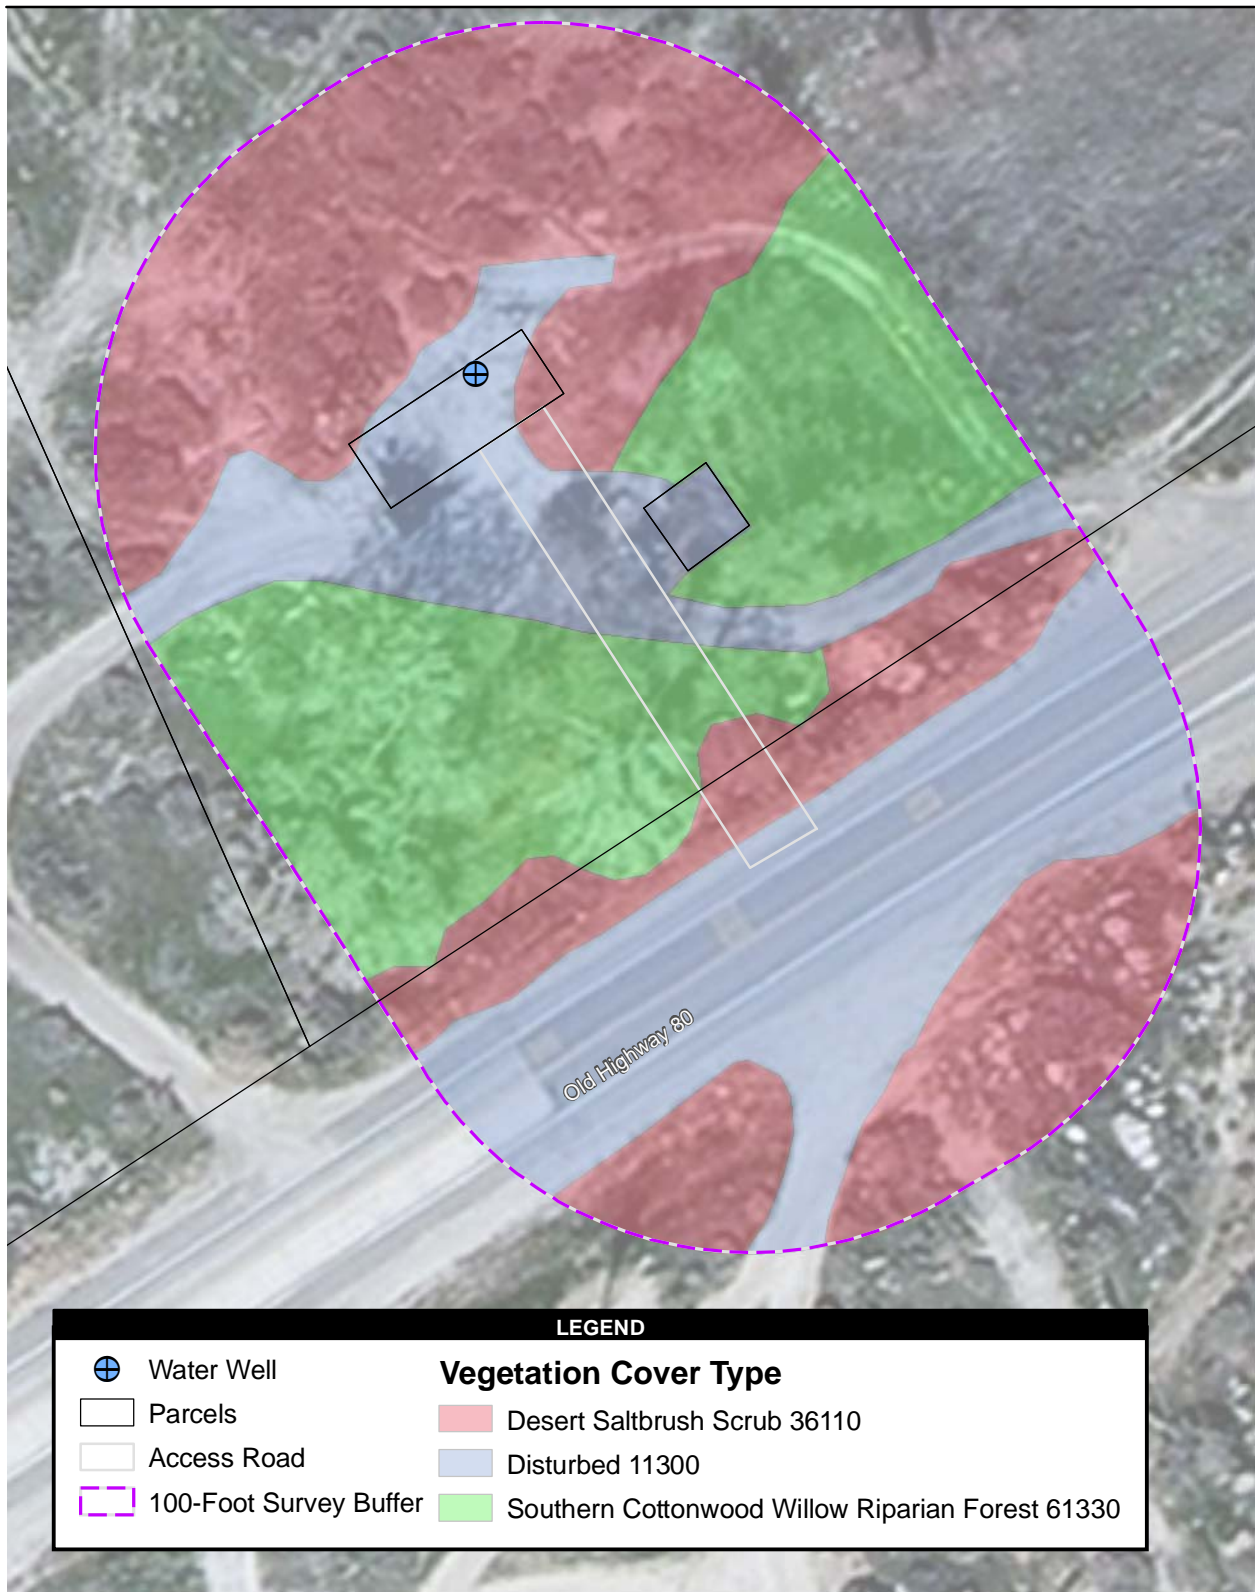 Old Highway 80
LEGEND
Water Well
Parcels
Access Road
100-Foot Survey Buffer
Vegetation Cover Type
Desert Saltbrush Scrub 36110
Disturbed 11300
Southern Cottonwood Willow Riparian Forest 61330